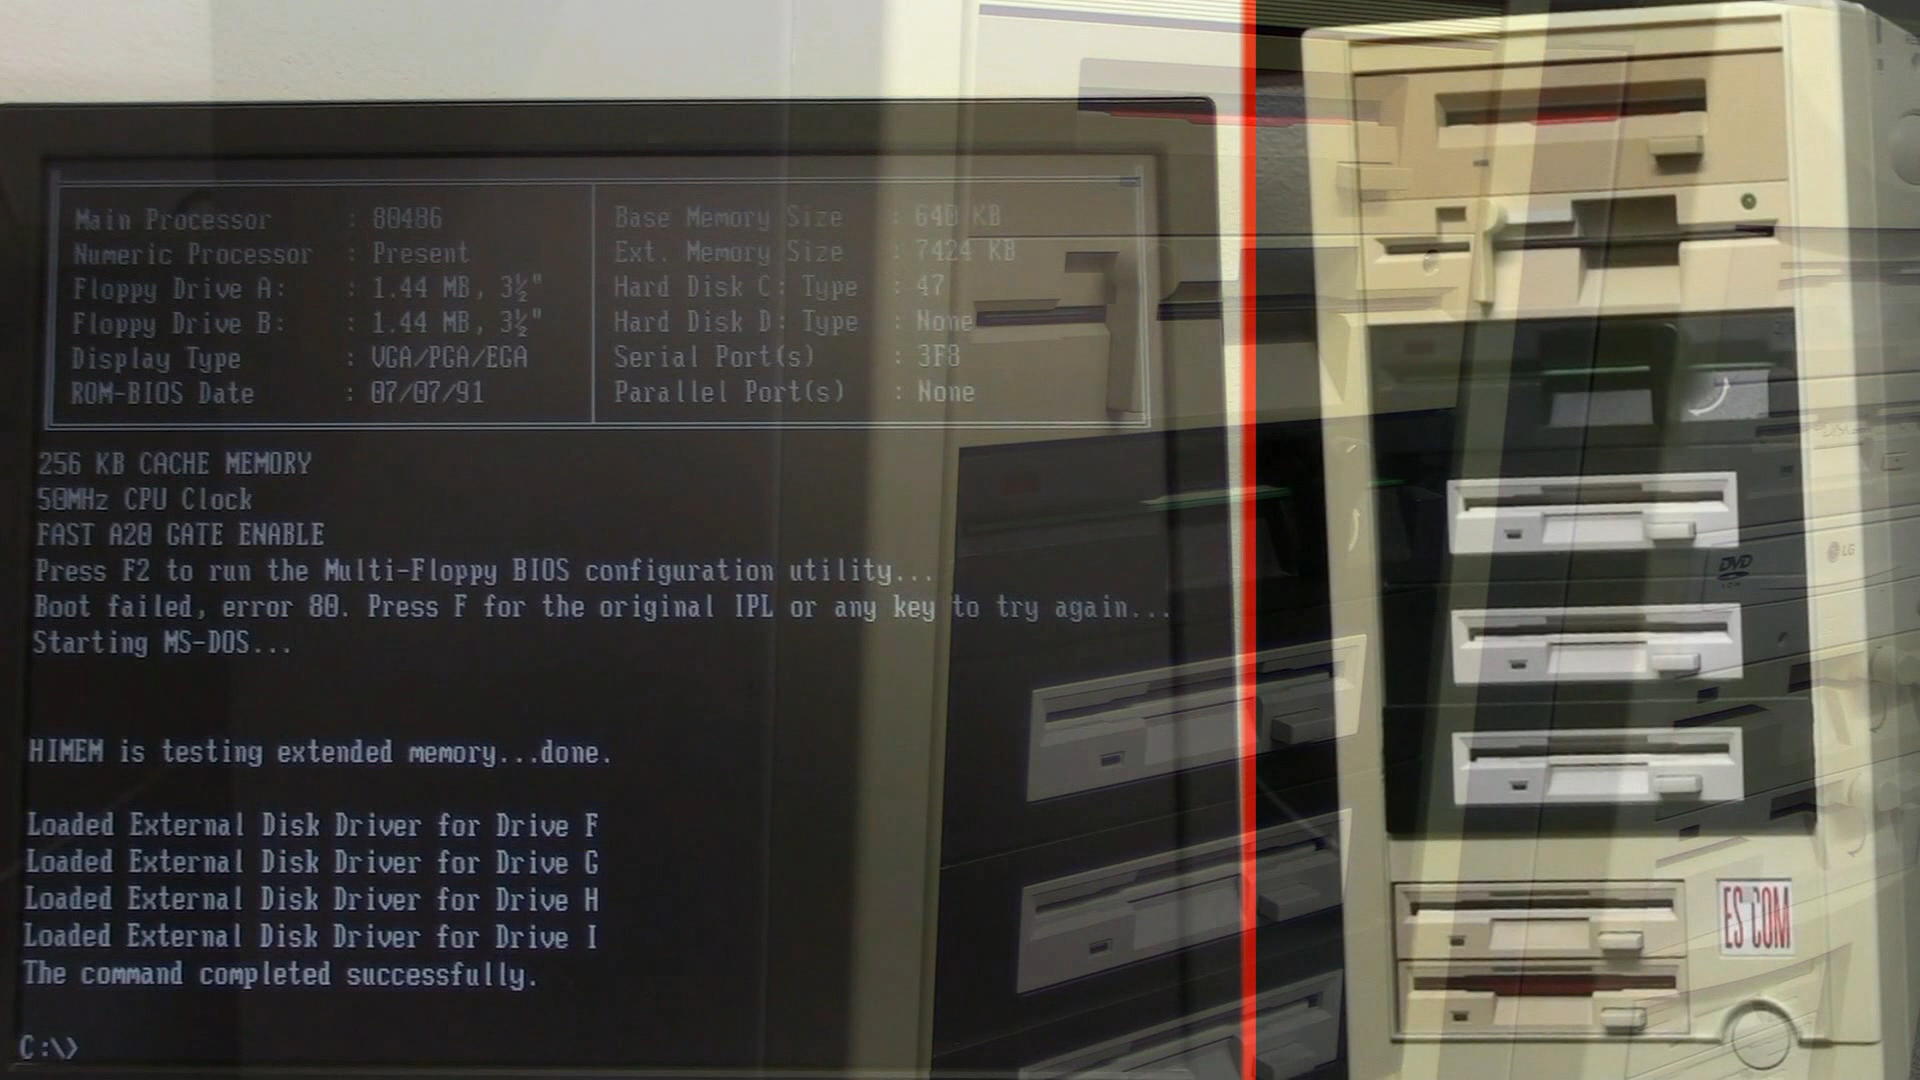 Main Processor : 80486
Numeric Processor : Present
Floppy Drive A: : 1.44 MB, 3½"
Floppy Drive B: : 1.44 MB, 3½"
Display Type : VGA/PGA/EGA
ROM-BIOS Date : 07/07/91
Base Memory Size : 640 KB
Ext. Memory Size : 7424 KB
Hard Disk C: Type : 47
Hard Disk D: Type : None
Serial Port(s) : 3F8
Parallel Port(s) : None
256 KB CACHE MEMORY
50MHz CPU Clock
FAST A20 GATE ENABLE
Press F2 to run the Multi-Floppy BIOS configuration utility...
Boot failed, error 80. Press F for the original IPL or any key to try again...
Starting MS-DOS...
HIMEM is testing extended memory...done.
Loaded External Disk Driver for Drive F
Loaded External Disk Driver for Drive G
Loaded External Disk Driver for Drive H
Loaded External Disk Driver for Drive I
The command completed successfully.
C:\>
DVD
LG
ESCOM